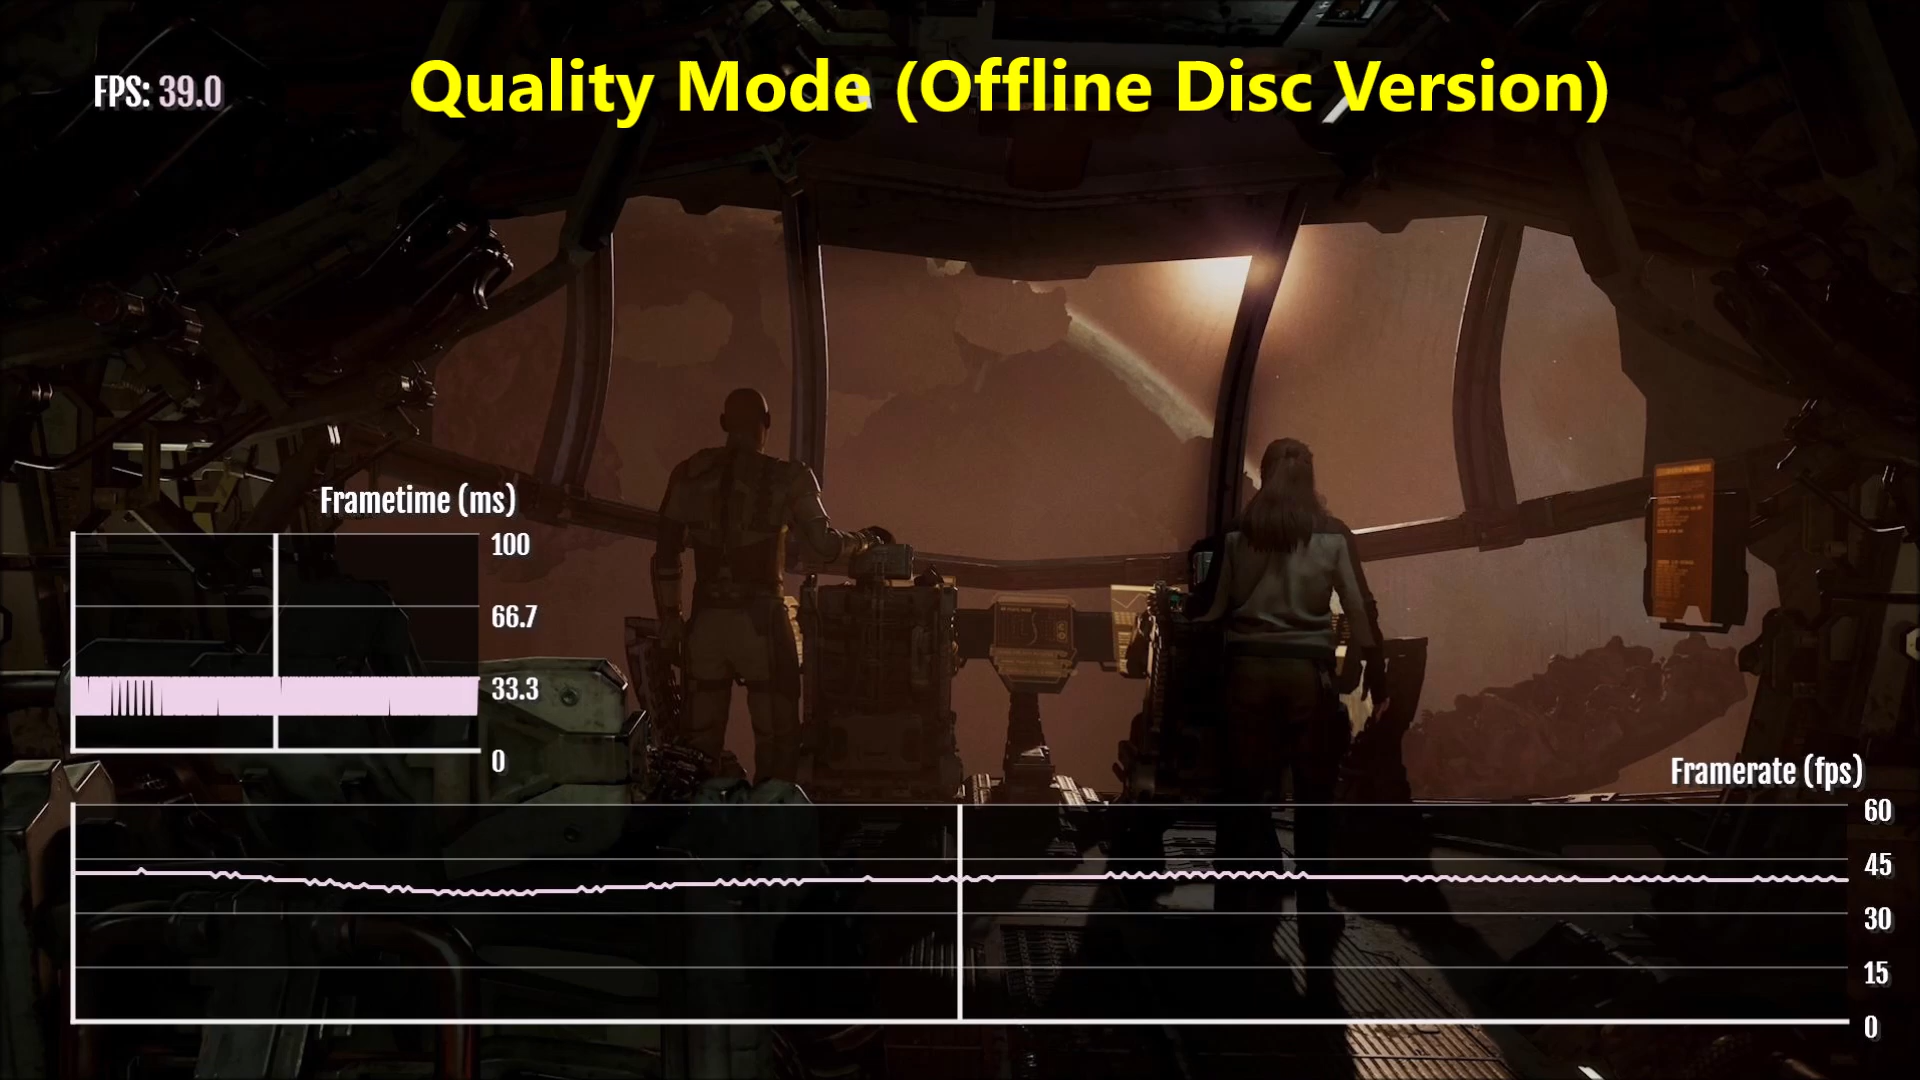 Quality Mode (Offline Disc Version)
FPS: 39.0
Frametime (ms)
100
66.7
33.3
0
Framerate (fps)
60
45
30
15
0